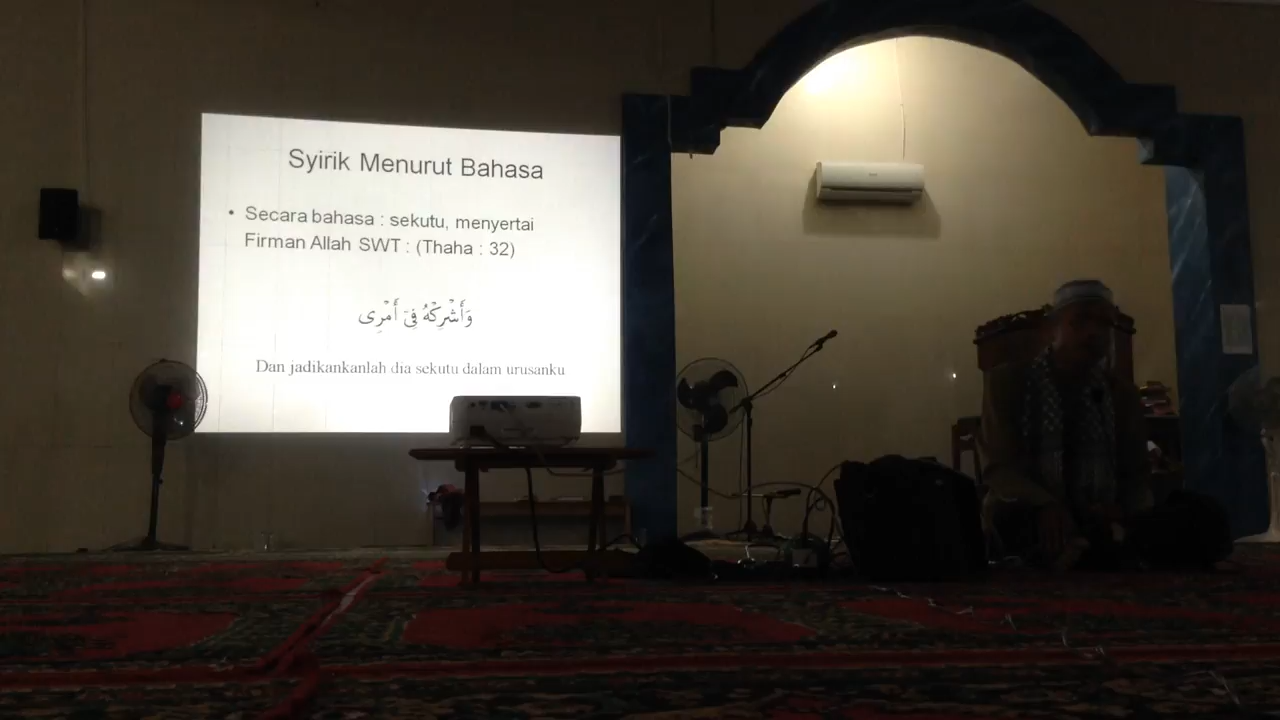 Syirik Menurut Bahasa
• Secara bahasa : sekutu, menyertai
Firman Allah SWT : (Thaha : 32)
وَأَشْرِكْهُ فِىٓ أَمْرِى
Dan jadikankanlah dia sekutu dalam urusanku